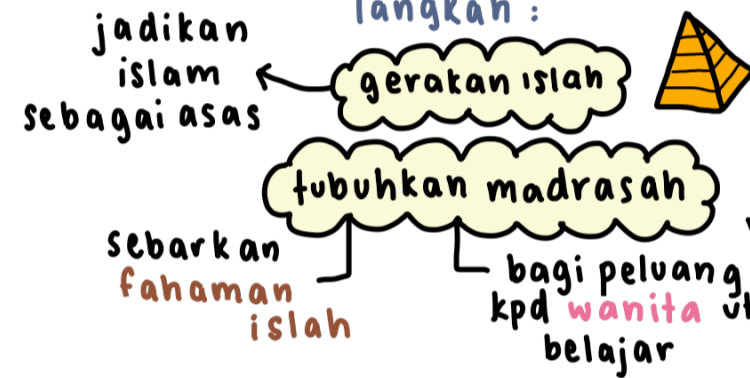 langkah :
jadikan
islam
sebagai asas
gerakan islah
tubuhkan madrasah
sebarkan
fahaman
islah
bagi peluang
kpd wanita
belajar